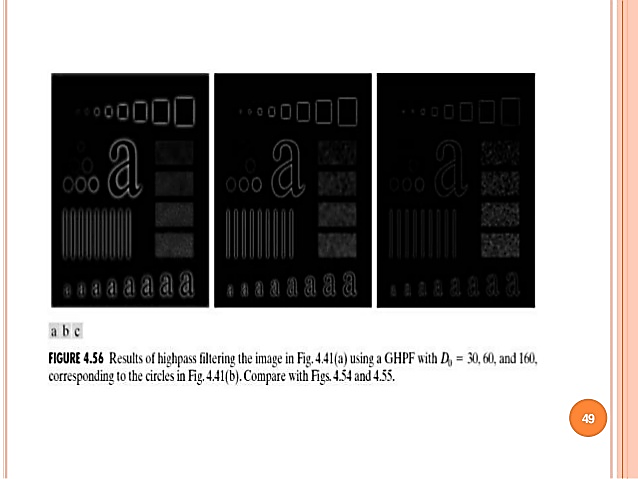 a
a a a a a a a a
a
a a a a a a a a
a
a a a a a a a a
a b c
FIGURE 4.56 Results of highpass filtering the image in Fig. 4.41(a) using a GHPF with D₀ = 30, 60, and 160,
corresponding to the circles in Fig. 4.41(b). Compare with Figs. 4.54 and 4.55.
49